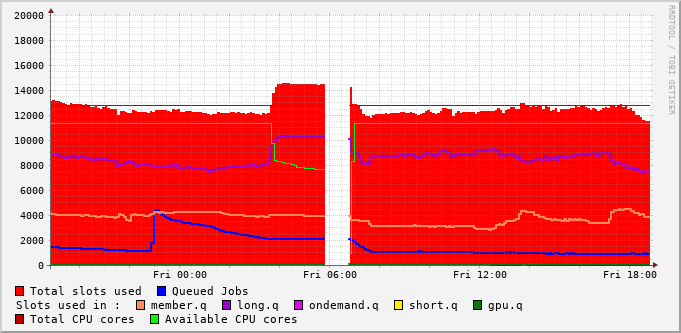 RRDTOOL / TOBI OETIKER
20000
18000
16000
14000
12000
10000
8000
6000
4000
2000
0
Fri 00:00 Fri 06:00 Fri 12:00 Fri 18:00
Total slots used Queued Jobs
Slots used in : member.q long.q ondemand.q short.q gpu.q
Total CPU cores Available CPU cores